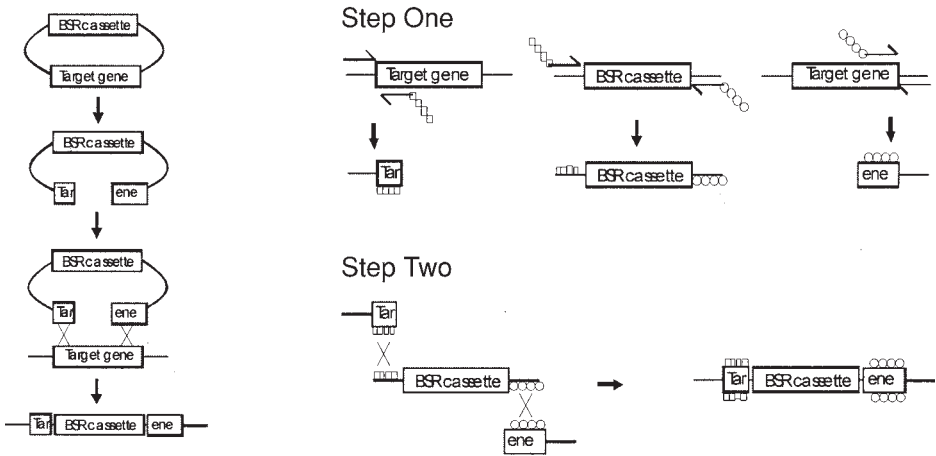 BSR cassette
Target gene
BSR cassette
Tar ene
BSR cassette
Tar ene
Target gene
Tar BSR cassette ene
Step One
Target gene BSR cassette Target gene
Tar BSR cassette ene
Step Two
Tar
BSR cassette
ene
Tar BSR cassette ene